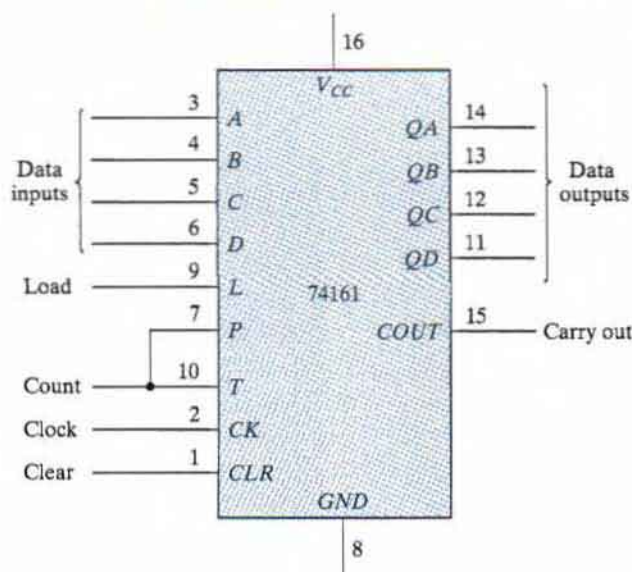 16
V_CC
3 A
4 B
Data inputs
5 C
6 D
Load 9 L
7 P
Count 10 T
Clock 2 CK
Clear 1 CLR
74161
QA 14
QB 13
Data outputs
QC 12
QD 11
COUT 15 Carry out
GND
8